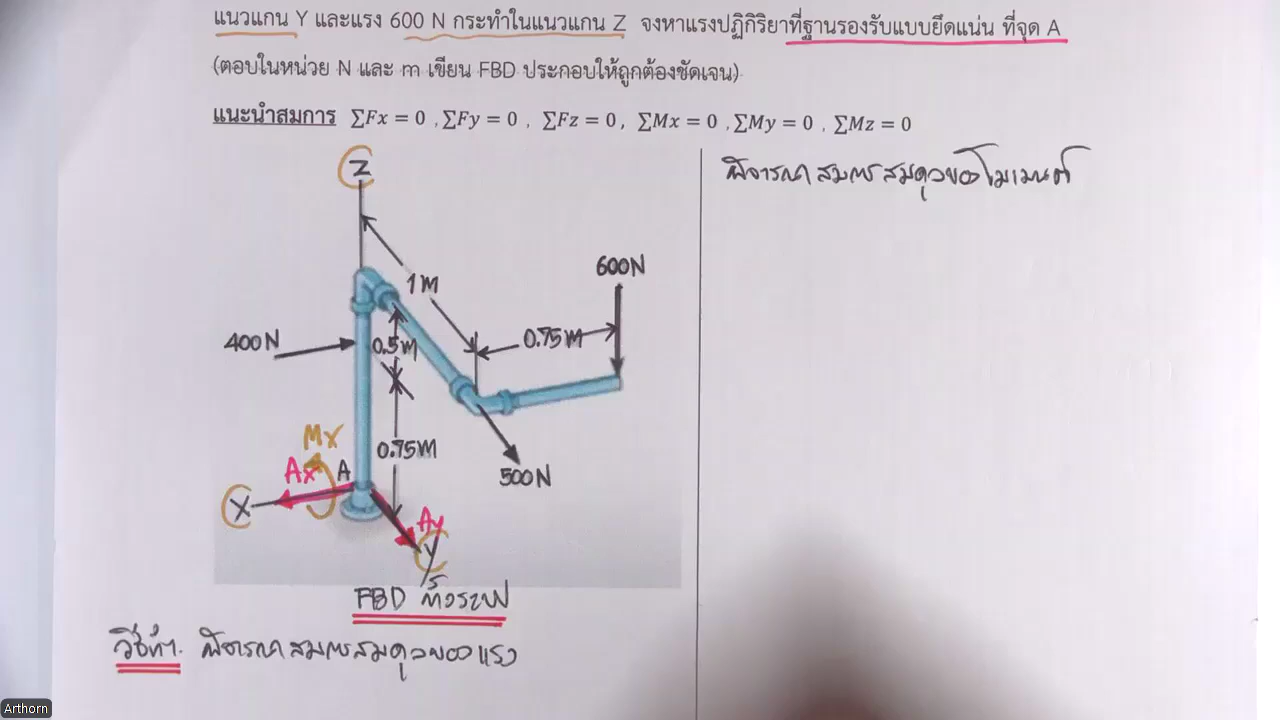 แนวแกน Y และแรง 600 N กระทำในแนวแกน Z จงหาแรงปฏิกิริยาที่ฐานรองรับแบบยึดแน่น ที่จุด A
(ตอบในหน่วย N และ m เขียน FBD ประกอบให้ถูกต้องชัดเจน)
แนะนำสมการ ∑Fx = 0 , ∑Fy = 0 , ∑Fz = 0, ∑Mx = 0 , ∑My = 0 , ∑Mz = 0
Z
พิจารณาสมการสมดุลของโมเมนต์
1m
600N
400N
0.5m
0.75m
Mx
0.75m
Ax
A
500N
X
Ay
Y
FBD ทั้งระบบ
วิธีทำ. พิจารณาสมการสมดุลของแรง
Arthorn